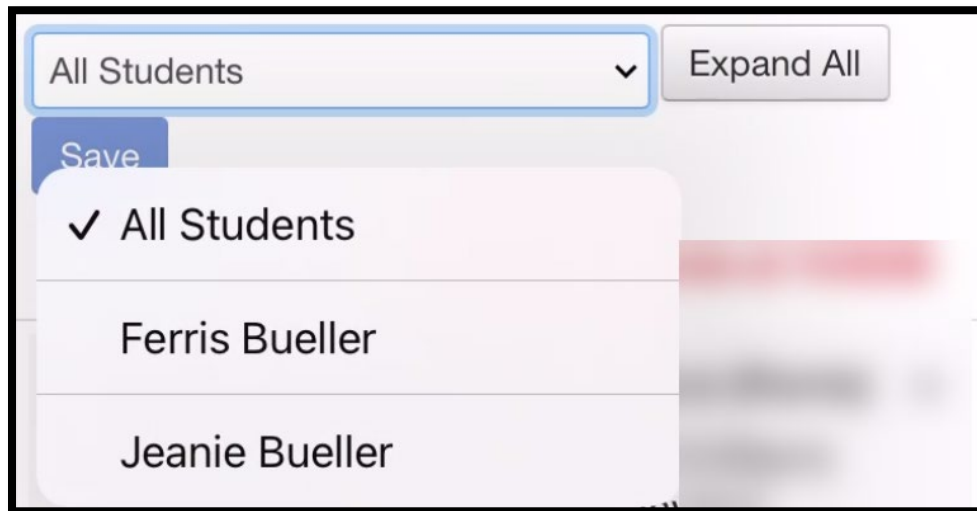 All Students
Expand All
Save
All Students
Ferris Bueller
Jeanie Bueller